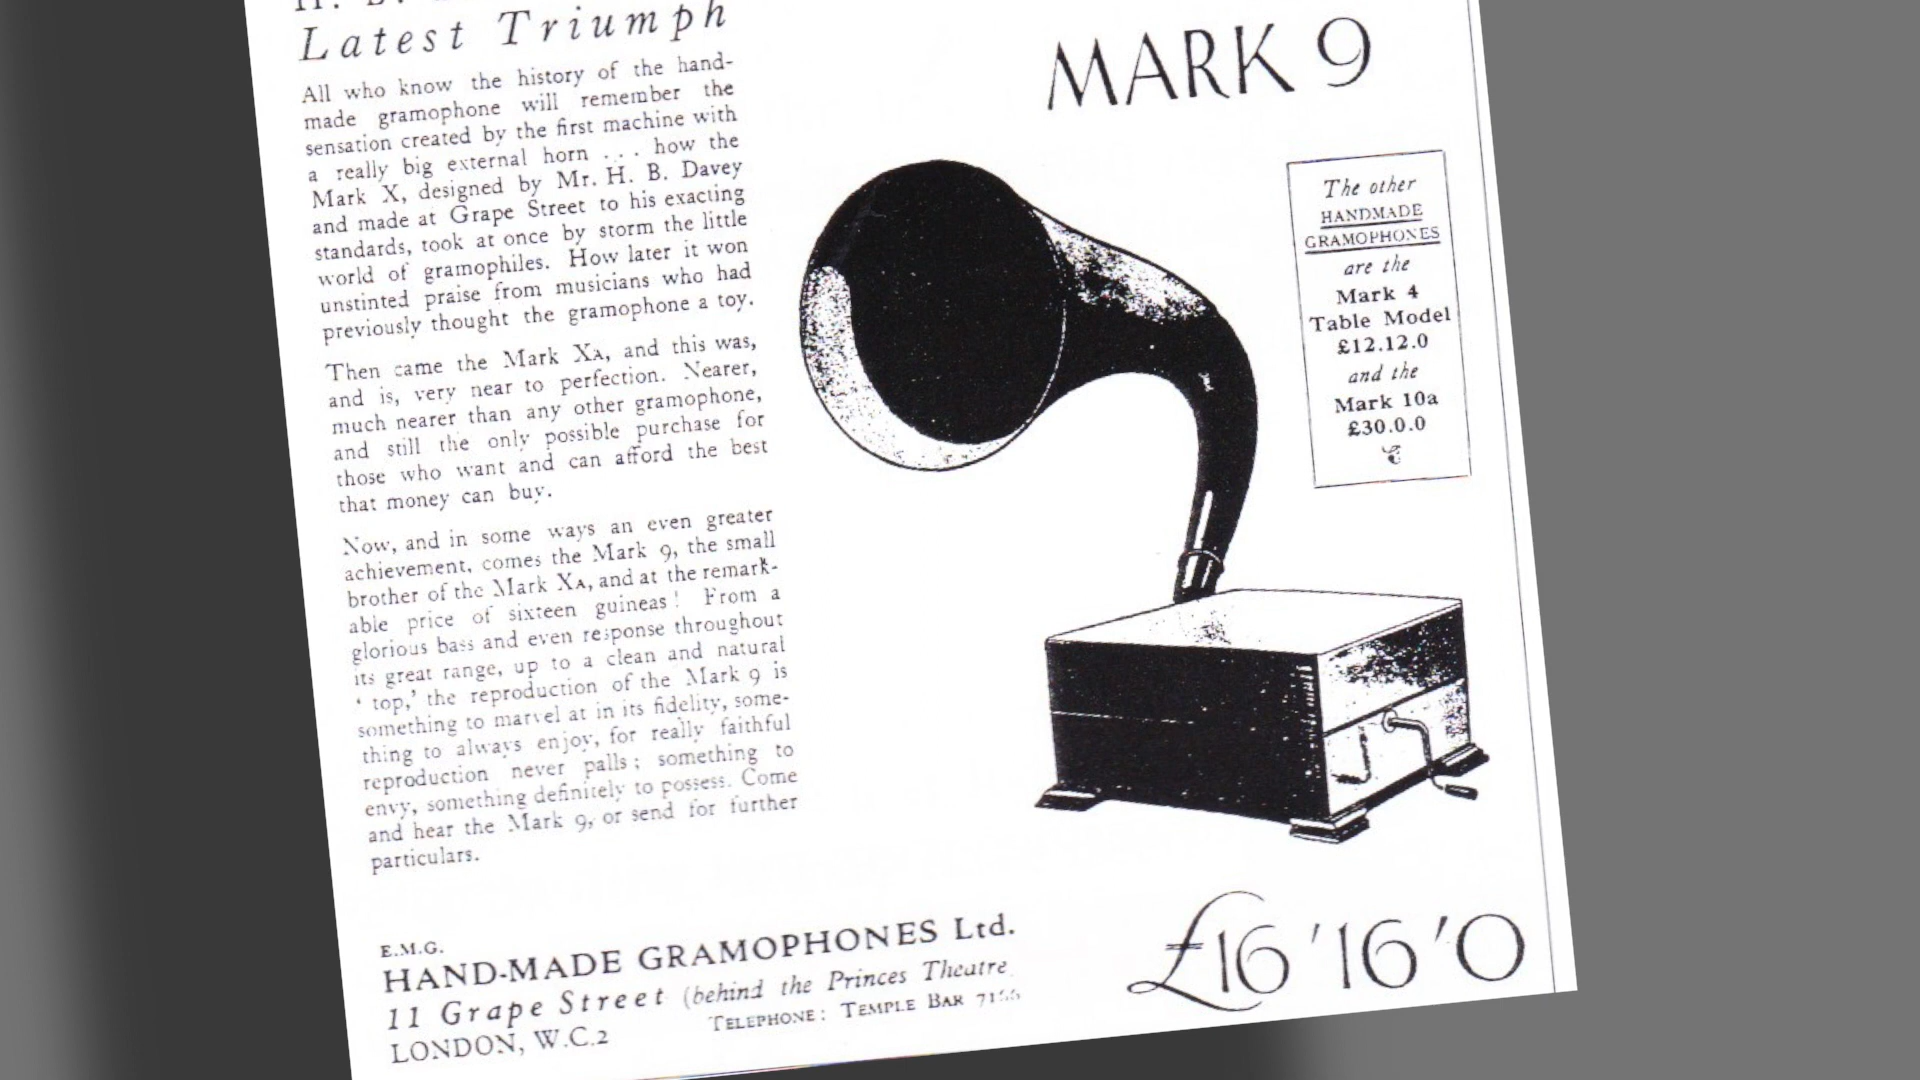 Latest Triumph
All who know the history of the hand-
made gramophone will remember the
sensation created by the first machine with
a really big external horn . . . how the
Mark X, designed by Mr. H. B. Davey
and made at Grape Street to his exacting
standards, took at once by storm the little
world of gramophiles. How later it won
unstinted praise from musicians who had
previously thought the gramophone a toy.
Then came the Mark XA, and this was,
and is, very near to perfection. Nearer,
much nearer than any other gramophone,
and still the only possible purchase for
those who want and can afford the best
that money can buy.
Now, and in some ways an even greater
achievement, comes the Mark 9, the small
brother of the Mark XA, and at the remark-
able price of sixteen guineas! From a
glorious bass and even response throughout
its great range, up to a clean and natural
' top,' the reproduction of the Mark 9 is
something to marvel at in its fidelity, some-
thing to always enjoy, for really faithful
reproduction never palls; something to
envy, something definitely to possess. Come
and hear the Mark 9, or send for further
particulars.
E.M.G.
HAND-MADE GRAMOPHONES Ltd.
11 Grape Street (behind the Princes Theatre
LONDON, W.C.2 TELEPHONE: TEMPLE BAR
MARK 9
The other
HANDMADE
GRAMOPHONES
are the
Mark 4
Table Model
£12.12.0
and the
Mark 10a
£30.0.0
£16'16'0